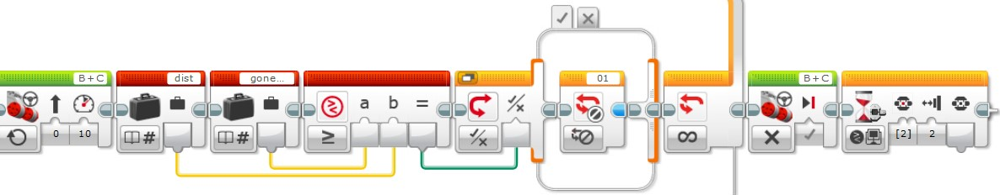 B+C
dist
gone...
01
B+C
a
b
=
0
10
#
#
≥
∞
[2]
2